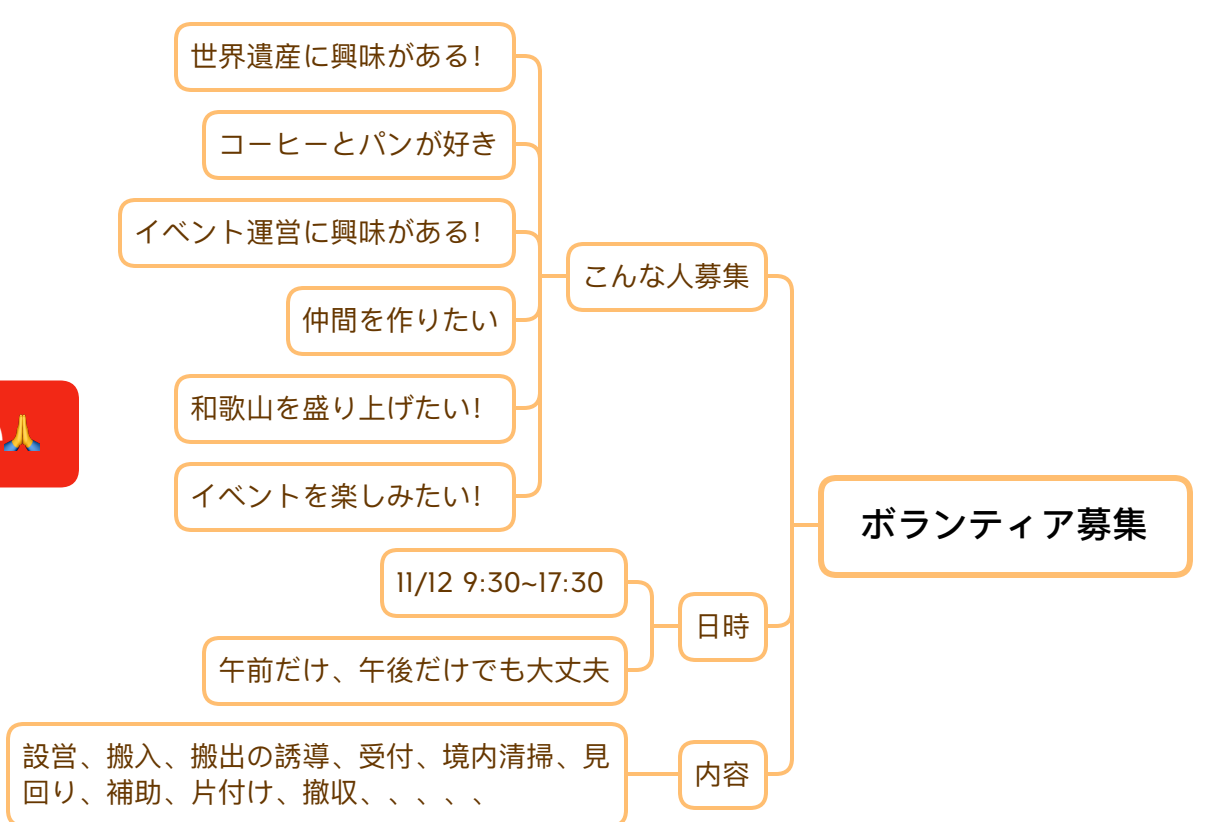 世界遺産に興味がある！
コーヒーとパンが好き
イベント運営に興味がある！
こんな人募集
仲間を作りたい
和歌山を盛り上げたい！
🙏
イベントを楽しみたい！
ボランティア募集
11/12 9:30~17:30
日時
午前だけ、午後だけでも大丈夫
設営、搬入、搬出の誘導、受付、境内清掃、見
回り、補助、片付け、撤収、、、、、
内容